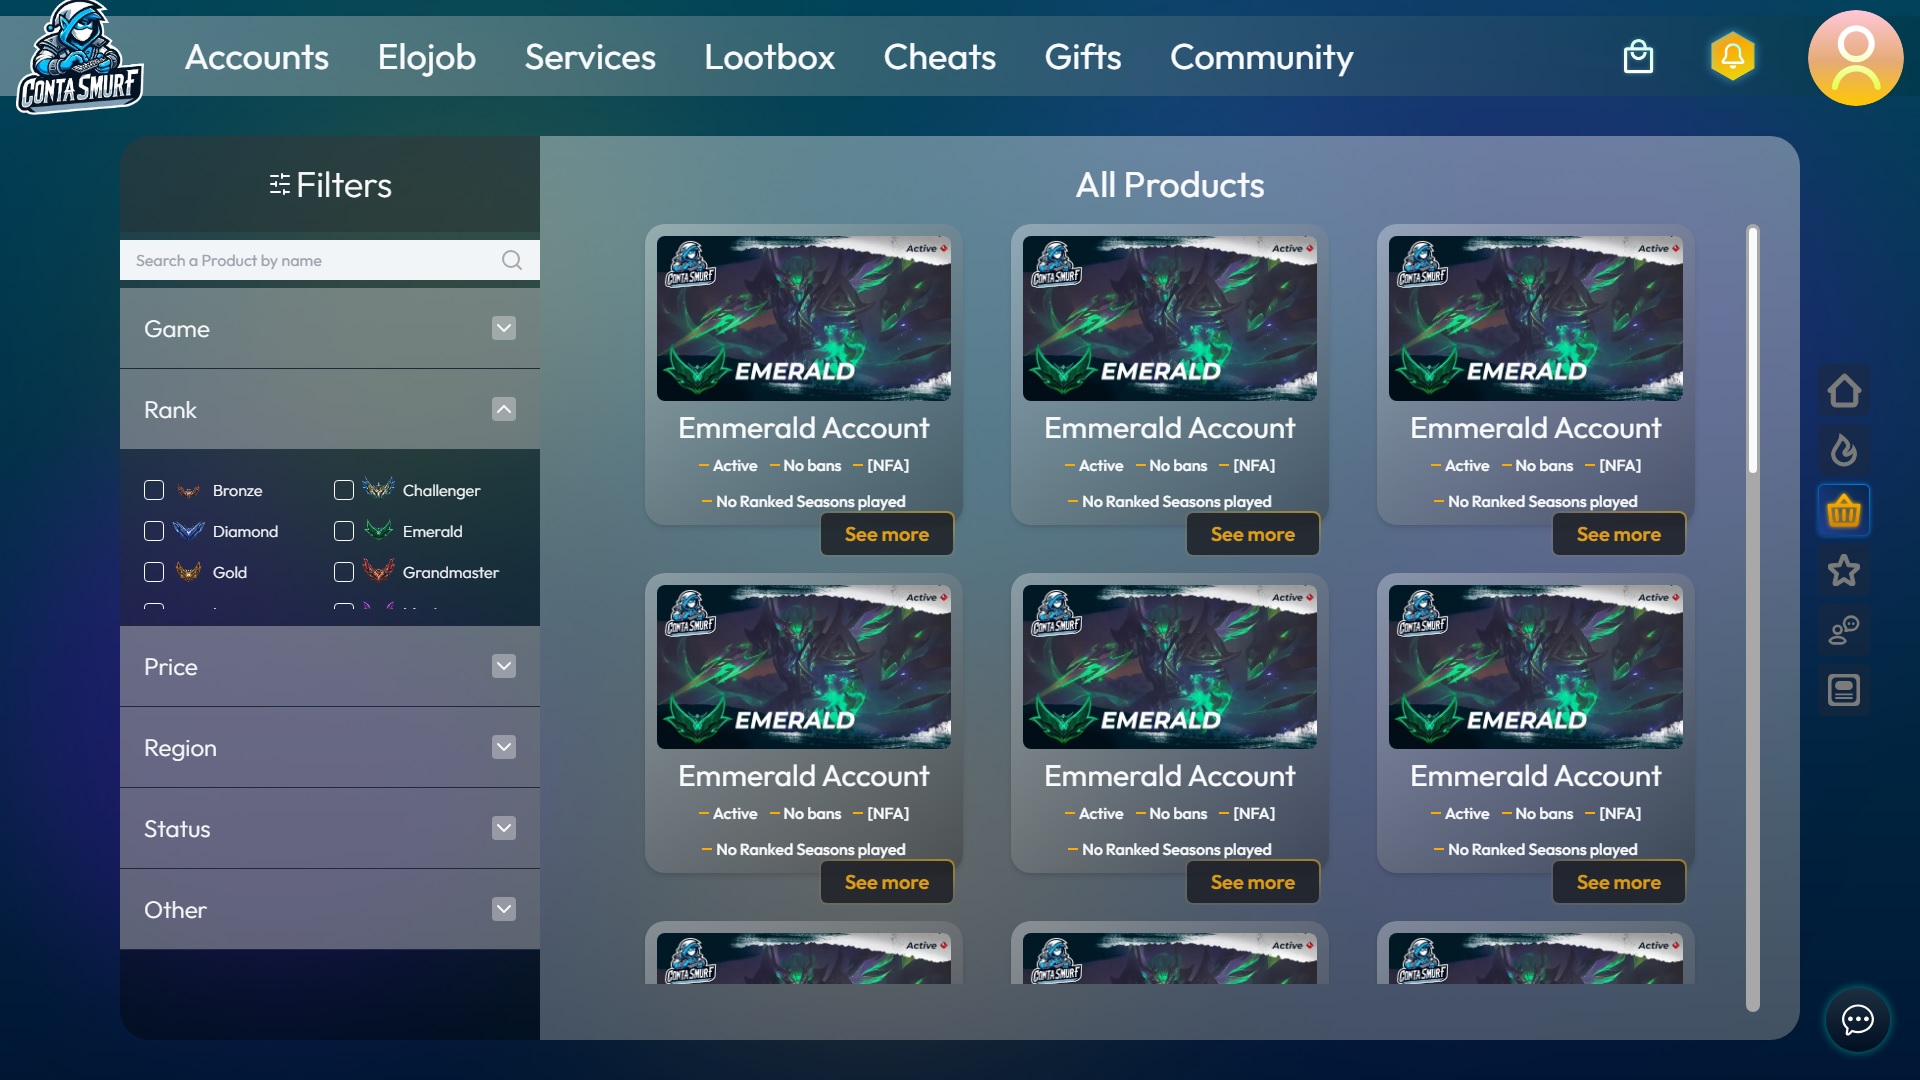 CONTA SMURF
Accounts Elojob Services Lootbox Cheats Gifts Community
Filters
All Products
Search a Product by name
Game
Rank
Bronze Challenger
Diamond Emerald
Gold Grandmaster
Price
Region
Status
Other
CONTA SMURF Active
EMERALD
Emmerald Account
Active No bans [NFA]
No Ranked Seasons played
See more
CONTA SMURF Active
EMERALD
Emmerald Account
Active No bans [NFA]
No Ranked Seasons played
See more
CONTA SMURF Active
EMERALD
Emmerald Account
Active No bans [NFA]
No Ranked Seasons played
See more
CONTA SMURF Active
EMERALD
Emmerald Account
Active No bans [NFA]
No Ranked Seasons played
See more
CONTA SMURF Active
EMERALD
Emmerald Account
Active No bans [NFA]
No Ranked Seasons played
See more
CONTA SMURF Active
EMERALD
Emmerald Account
Active No bans [NFA]
No Ranked Seasons played
See more
CONTA SMURF Active
CONTA SMURF Active
CONTA SMURF Active